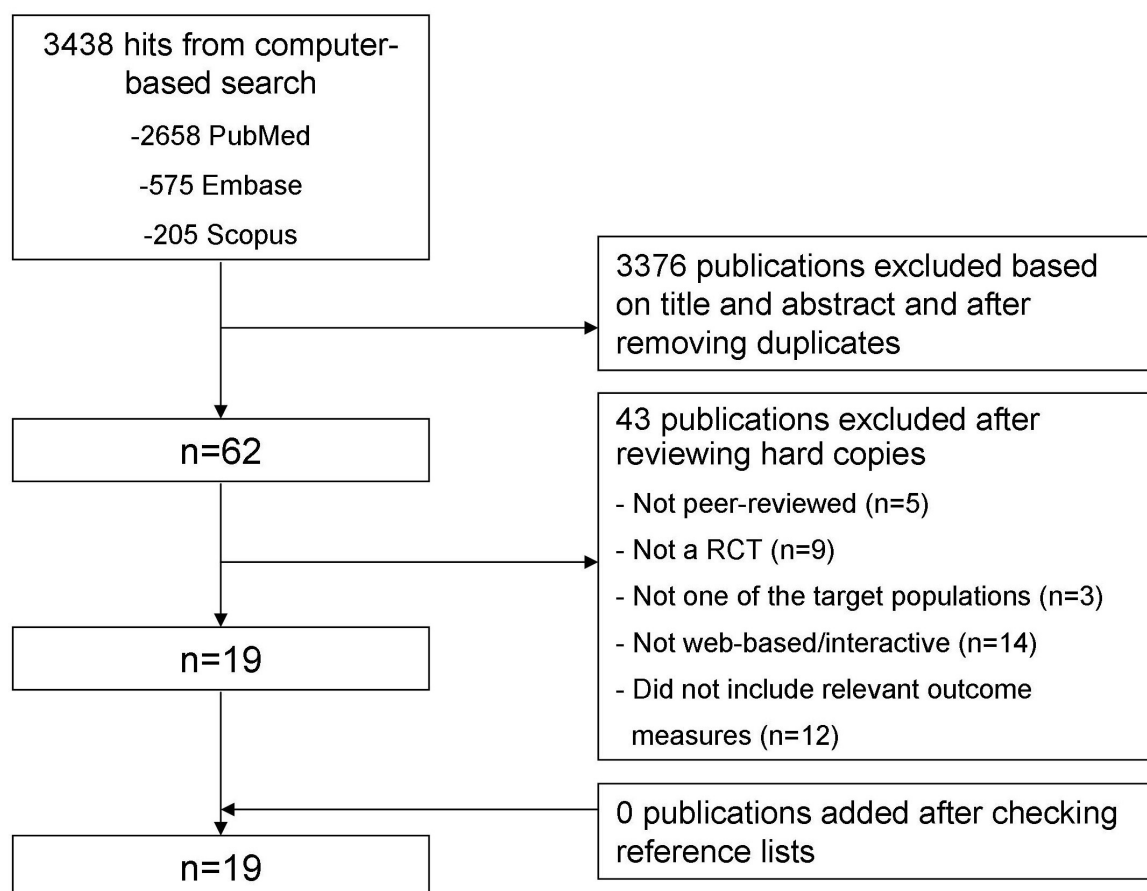 3438 hits from computer-
based search
-2658 PubMed
-575 Embase
-205 Scopus
3376 publications excluded based
on title and abstract and after
removing duplicates
n=62
43 publications excluded after
reviewing hard copies
- Not peer-reviewed (n=5)
- Not a RCT (n=9)
- Not one of the target populations (n=3)
- Not web-based/interactive (n=14)
- Did not include relevant outcome
measures (n=12)
n=19
0 publications added after checking
reference lists
n=19